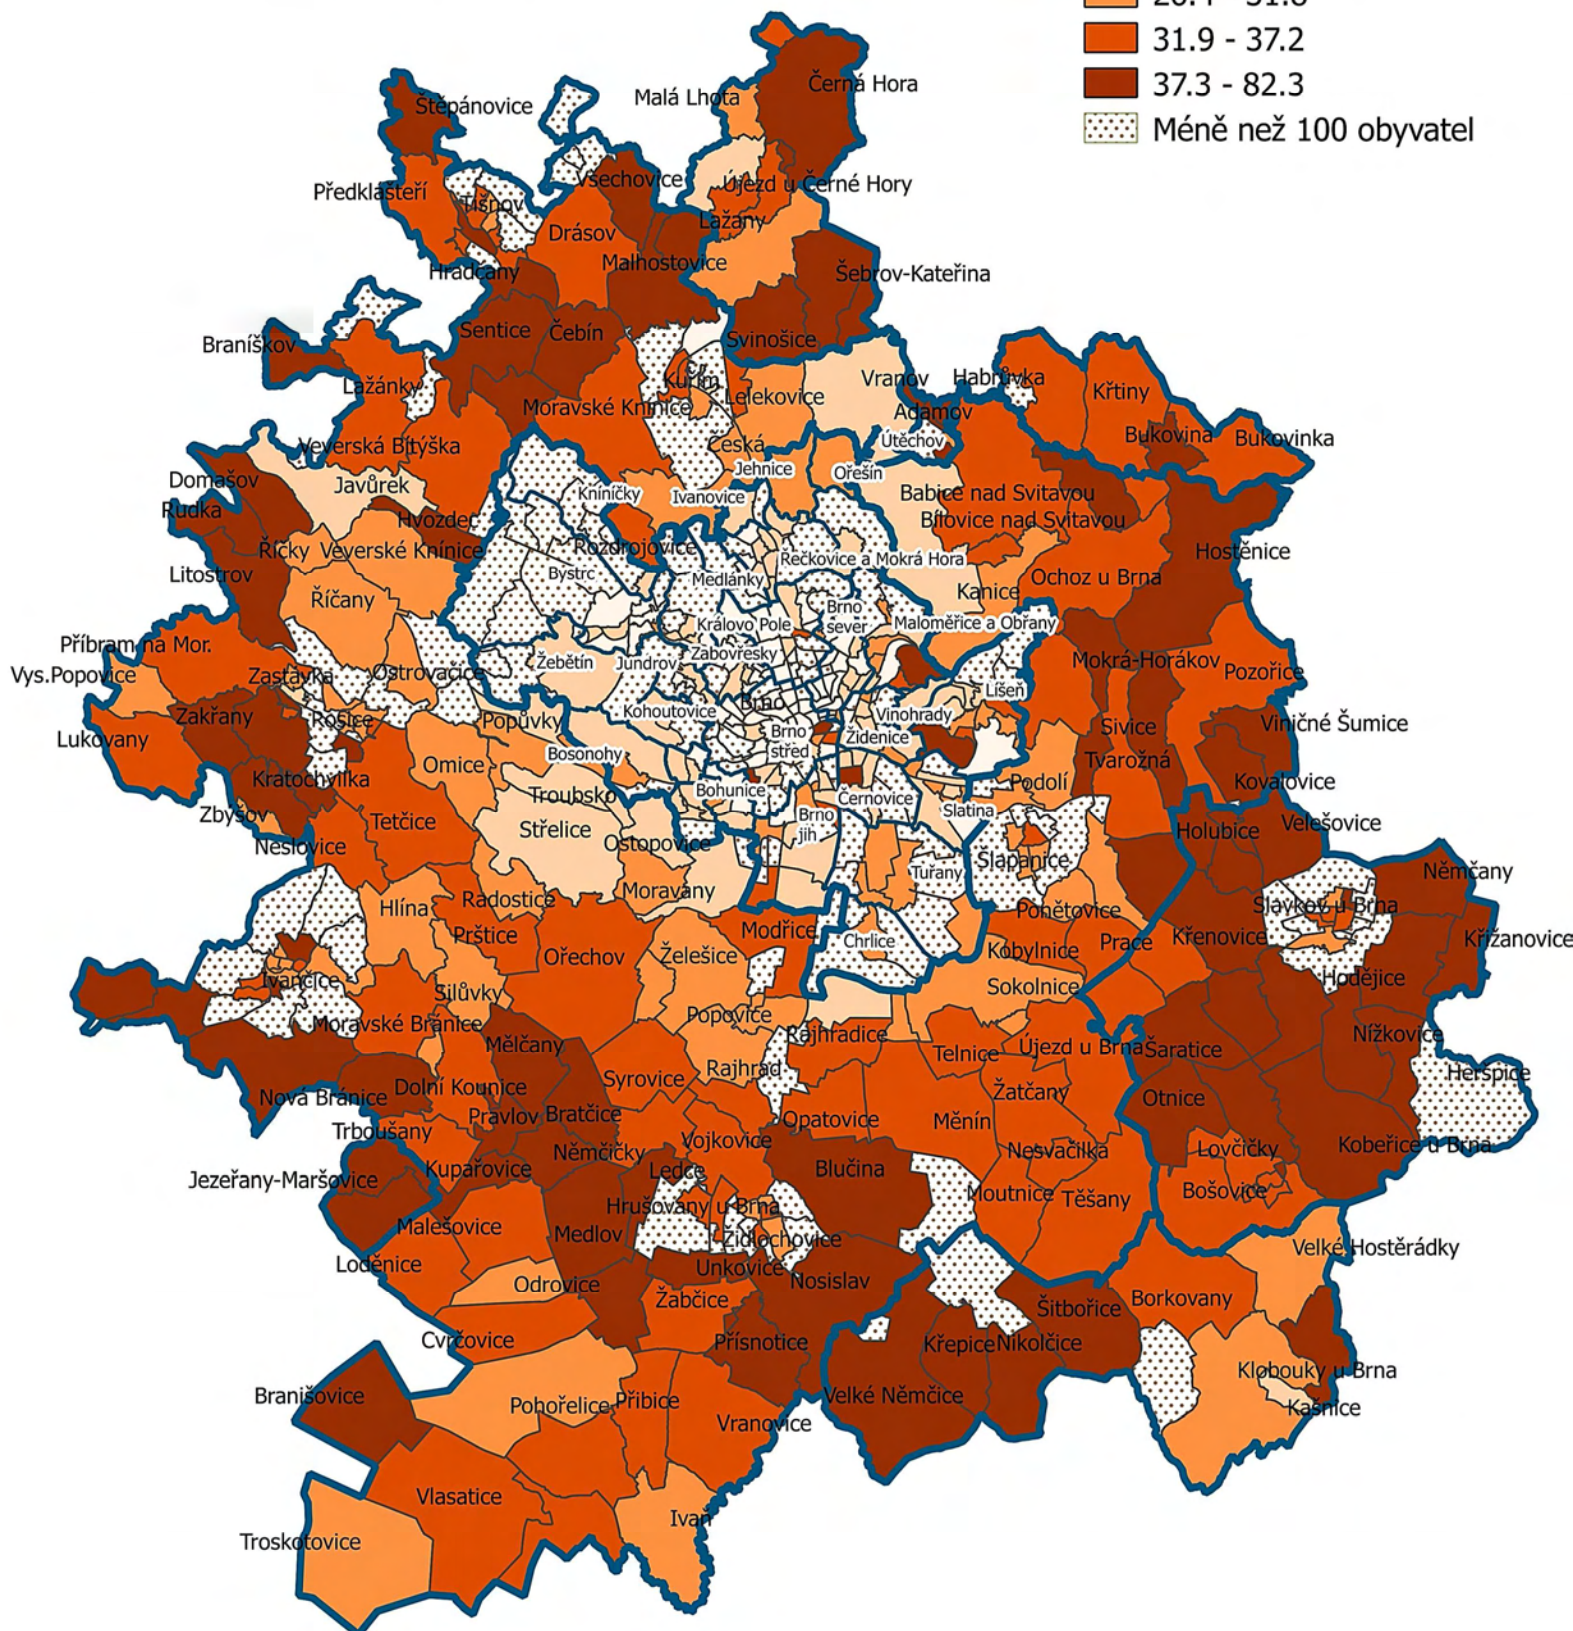 31.9 - 37.2
37.3 - 82.3
Méně než 100 obyvatel
Černá Hora
Malá Lhota
Štěpánovice
Všechovice
Újezd u Černé Hory
Předklášteří
Tišnov
Lažany
Drásov
Malhostovice
Hradčany
Šebrov-Kateřina
Sentice
Čebín
Svinošice
Braníškov
Lažánky
Kuřim
Vranov
Habrůvka
Křtiny
Lelekovice
Moravské Knínice
Adamov
Bukovina
Bukovinka
Veverská Bítýška
Česká
Útěchov
Jehnice
Ořešín
Domašov
Javůrek
Kníničky
Ivanovice
Babice nad Svitavou
Rudka
Hvozdec
Bílovice nad Svitavou
Říčky
Veverské Knínice
Rozdrojovice
Řečkovice a Mokrá Hora
Hostěnice
Litostrov
Bystrc
Medlánky
Ochoz u Brna
Říčany
Kanice
Brno
sever
Královo Pole
Maloměřice a Obřany
Příbram na Mor.
Žabovřesky
Žebětín
Jundrov
Mokrá-Horákov
Pozořice
Vys.Popovice
Zastávka
Ostrovačice
Líšeň
Brno
Zakřany
Rosice
Popůvky
Kohoutovice
Vinohrady
Sivice
Viničné Šumice
Lukovany
Brno
střed
Židenice
Bosonohy
Tvarožná
Omice
Kratochvilka
Podolí
Kovalovice
Troubsko
Bohunice
Černovice
Zbýšov
Tetčice
Střelice
Brno
jih
Slatina
Holubice
Velešovice
Neslovice
Ostopovice
Šlapanice
Tuřany
Němčany
Moravany
Radostice
Hlína
Slavkov u Brna
Ponětovice
Prštice
Modřice
Chrlice
Kobylnice
Prace
Křenovice
Křižanovice
Ořechov
Želešice
Ivančice
Silůvky
Sokolnice
Hodějice
Moravské Bránice
Popovice
Rajhradice
Mělčany
Telnice
Újezd u Brna
Šaratice
Nížkovice
Rajhrad
Syrovice
Heršpice
Nová Bránice
Dolní Kounice
Žatčany
Otnice
Pravlov
Bratčice
Opatovice
Měnín
Trboušany
Vojkovice
Němčičky
Nesvačilka
Lovčičky
Kobeřice u Brna
Kupařovice
Ledce
Blučina
Jezeřany-Maršovice
Moutnice
Těšany
Bošovice
Hrušovany u Brna
Malešovice
Medlov
Židlochovice
Velké Hostěrádky
Loděnice
Unkovice
Nosislav
Odrovice
Žabčice
Šitbořice
Borkovany
Cvrčovice
Přísnotice
Křepice
Nikolčice
Klobouky u Brna
Branišovice
Velké Němčice
Pohořelice
Přibice
Kašnice
Vranovice
Vlasatice
Ivaň
Troskotovice